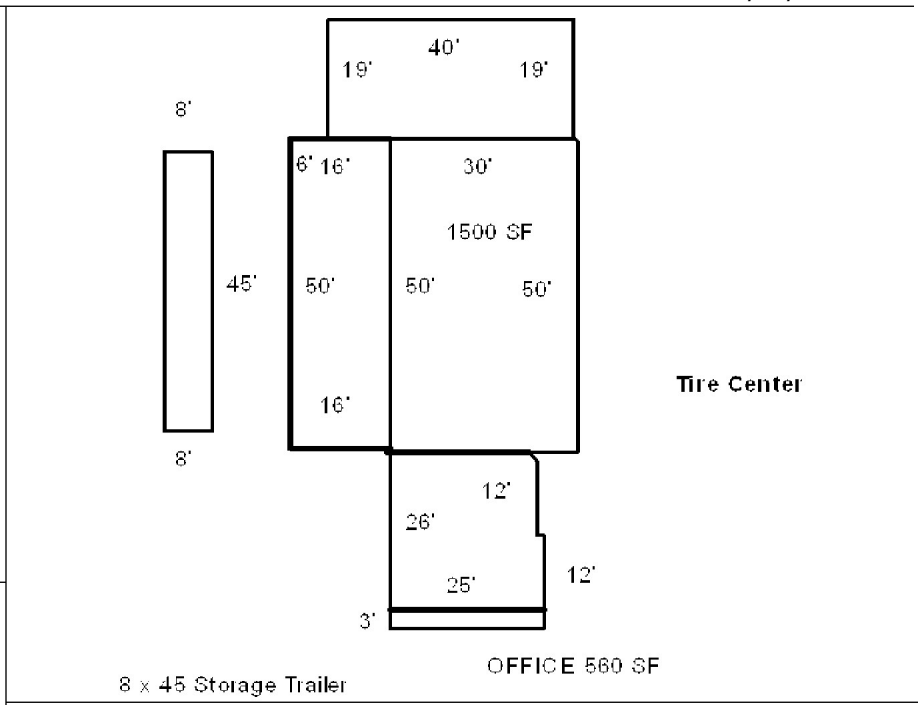 40'
19' 19'
8'
6' 16' 30'
1500 SF
45' 50' 50' 50'
Tire Center
16'
8'
12'
26'
12'
25'
3'
OFFICE 560 SF
8 x 45 Storage Trailer